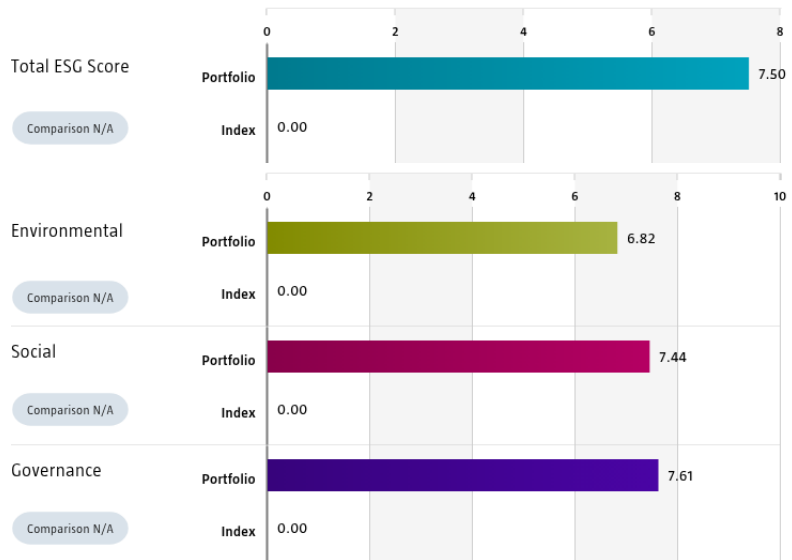 0 2 4 6 8
Total ESG Score
Portfolio 7.50
Comparison N/A
Index 0.00
0 2 4 6 8 10
Environmental
Portfolio 6.82
Comparison N/A
Index 0.00
Social
Portfolio 7.44
Comparison N/A
Index 0.00
Governance
Portfolio 7.61
Comparison N/A
Index 0.00